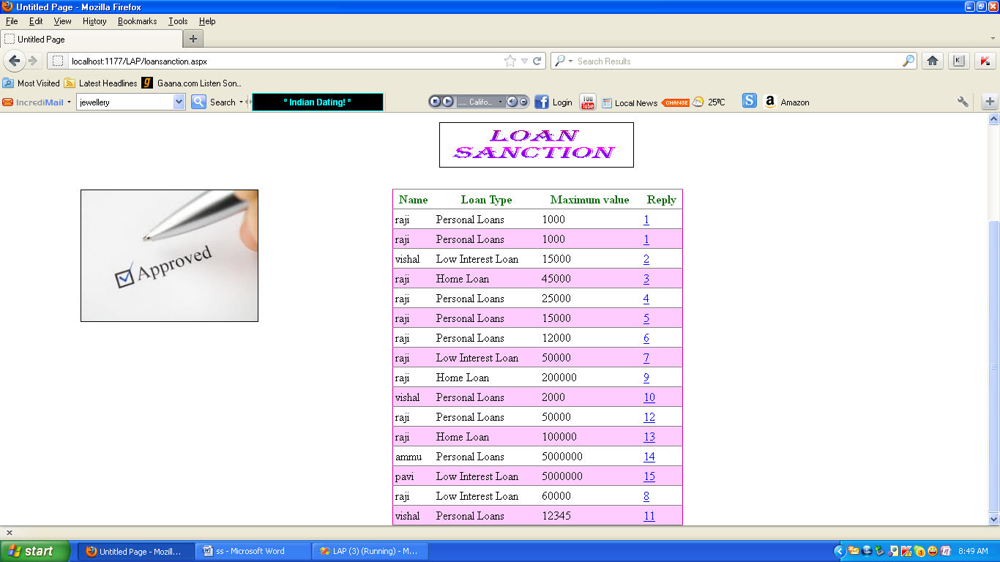 Untitled Page - Mozilla Firefox
File Edit View History Bookmarks Tools Help
Untitled Page
localhost:1177/LAP/loansanction.aspx
Search Results
Most Visited Latest Headlines Gaana.com Listen Son...
IncrediMail jewellery Search ° Indian Dating! ° ..... Califo... Login You Tube Local News CHANGE 25ºC S a Amazon
LOAN
SANCTION
Approved
Name Loan Type Maximum value Reply
raji Personal Loans 1000 1
raji Personal Loans 1000 1
vishal Low Interest Loan 15000 2
raji Home Loan 45000 3
raji Personal Loans 25000 4
raji Personal Loans 15000 5
raji Personal Loans 12000 6
raji Low Interest Loan 50000 7
raji Home Loan 200000 9
vishal Personal Loans 2000 10
raji Personal Loans 50000 12
raji Home Loan 100000 13
ammu Personal Loans 5000000 14
pavi Low Interest Loan 5000000 15
raji Low Interest Loan 60000 8
vishal Personal Loans 12345 11
start Untitled Page - Mozill... ss - Microsoft Word LAP (3) (Running) - M... 8:49 AM